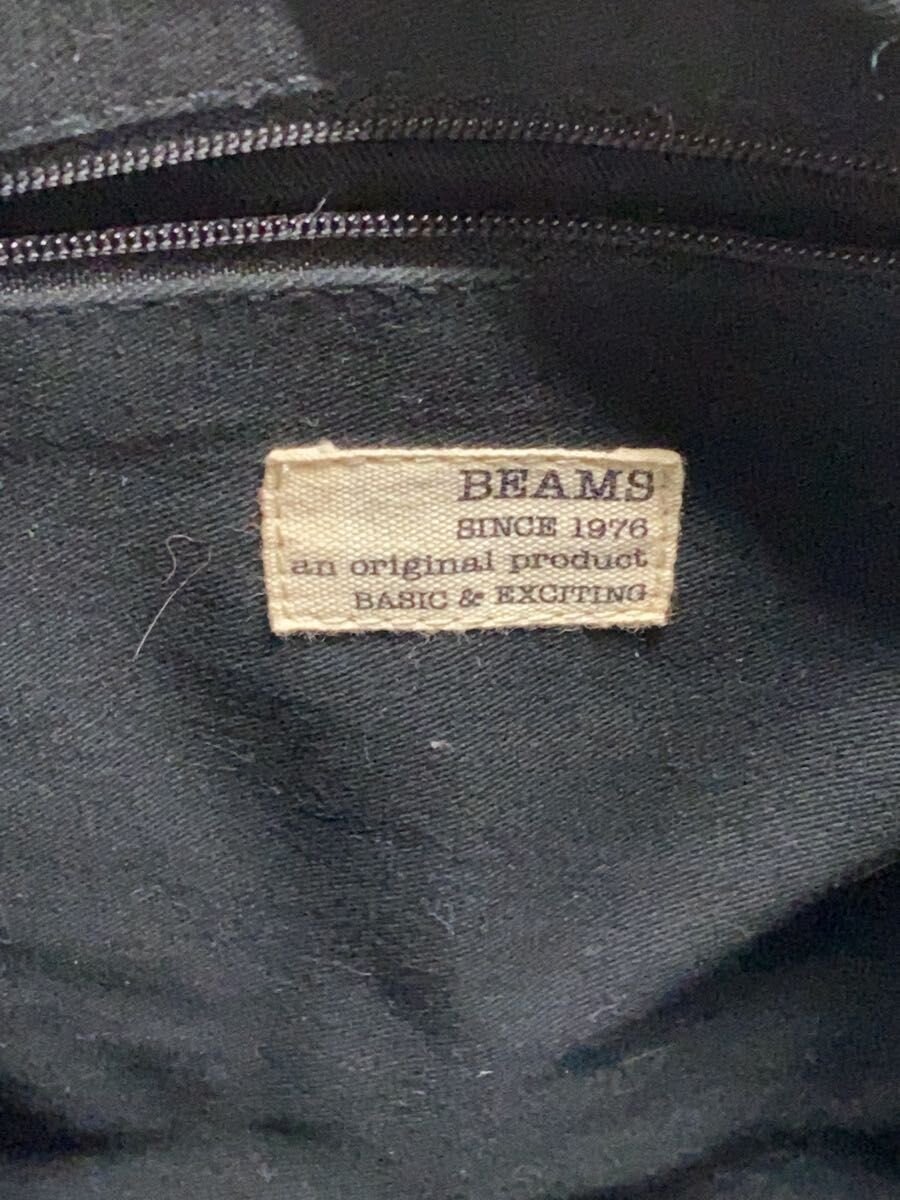 BEAMS
SINCE 1976
an original product
BASIC & EXCITING